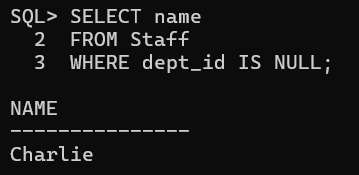 SQL> SELECT name
  2  FROM Staff
  3  WHERE dept_id IS NULL;

NAME
---------------
Charlie